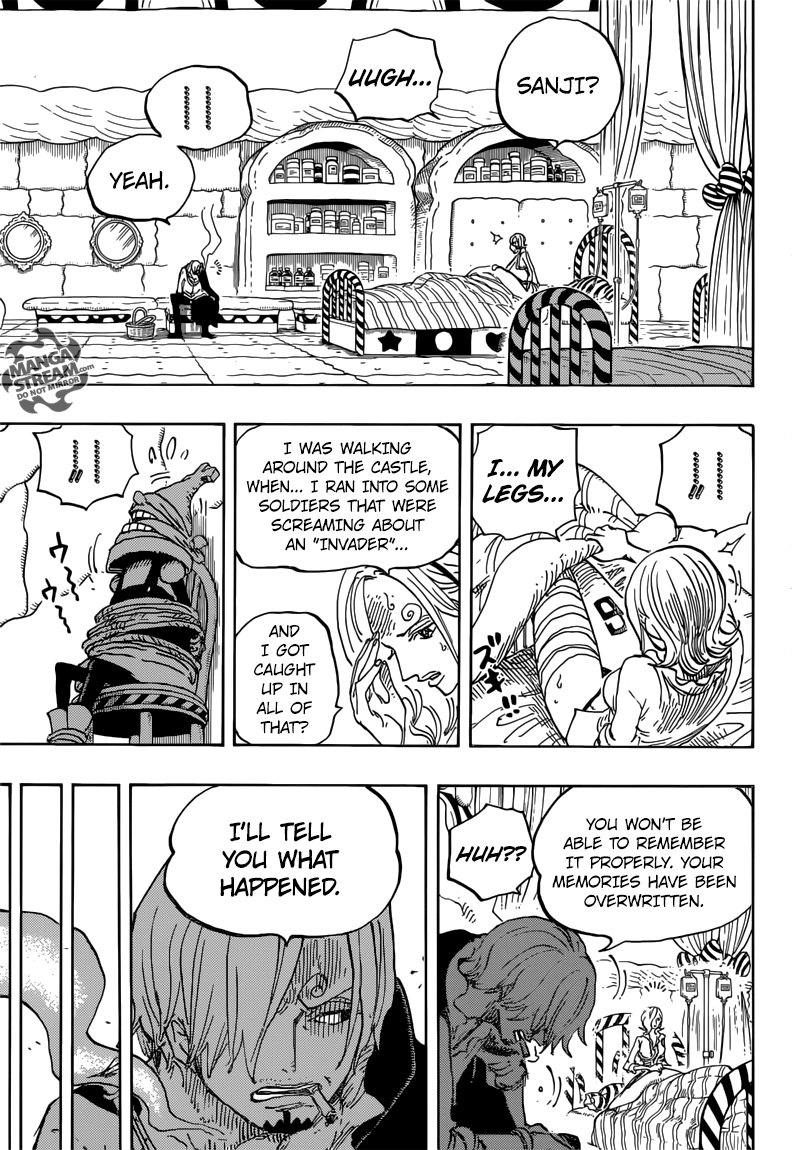 SANJI?
UUGH...
YEAH.
MANGA
STREAM.com
DO NOT MIRROR
I... MY
LEGS...
ズキッ
I WAS WALKING
AROUND THE CASTLE,
WHEN... I RAN INTO SOME
SOLDIERS THAT WERE
SCREAMING ABOUT
AN "INVADER"...
AND
I GOT
CAUGHT
UP IN
ALL OF
THAT?
ウ〜
ウ〜
YOU WON'T BE
ABLE TO REMEMBER
IT PROPERLY. YOUR
MEMORIES HAVE BEEN
OVERWRITTEN.
HUH??
I'LL TELL
YOU WHAT
HAPPENED.